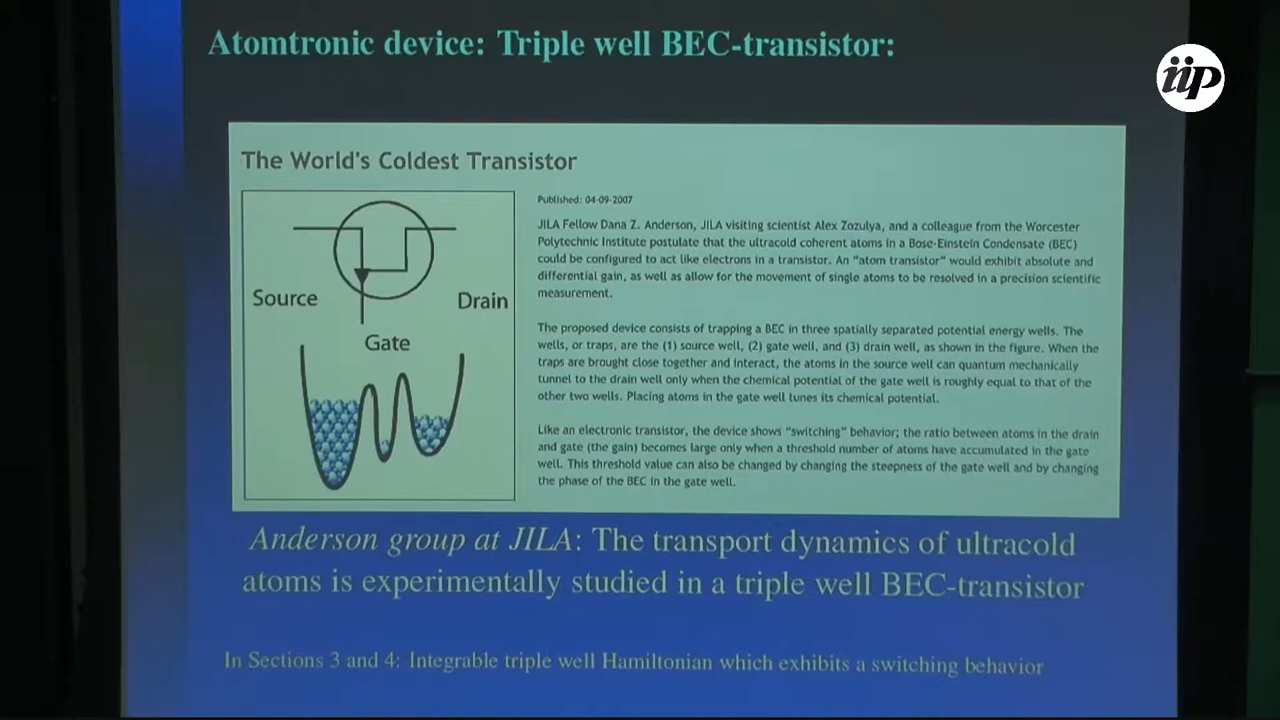 Atomtronic device: Triple well BEC-transistor:
iip
The World's Coldest Transistor
Source
Drain
Gate
Published: 04-09-2007
JILA Fellow Dana Z. Anderson, JILA visiting scientist Alex Zozulya, and a colleague from the Worcester
Polytechnic Institute postulate that the ultracold coherent atoms in a Bose-Einstein Condensate (BEC)
could be configured to act like electrons in a transistor. An "atom transistor" would exhibit absolute and
differential gain, as well as allow for the movement of single atoms to be resolved in a precision scientific
measurement.
The proposed device consists of trapping a BEC in three spatially separated potential energy wells. The
wells, or traps, are the (1) source well, (2) gate well, and (3) drain well, as shown in the figure. When the
traps are brought close together and interact, the atoms in the source well can quantum mechanically
tunnel to the drain well only when the chemical potential of the gate well is roughly equal to that of the
other two wells. Placing atoms in the gate well tunes its chemical potential.
Like an electronic transistor, the device shows "switching" behavior; the ratio between atoms in the drain
and gate (the gain) becomes large only when a threshold number of atoms have accumulated in the gate
well. This threshold value can also be changed by changing the steepness of the gate well and by changing
the phase of the BEC in the gate well.
Anderson group at JILA: The transport dynamics of ultracold
atoms is experimentally studied in a triple well BEC-transistor
In Sections 3 and 4: Integrable triple well Hamiltonian which exhibits a switching behavior